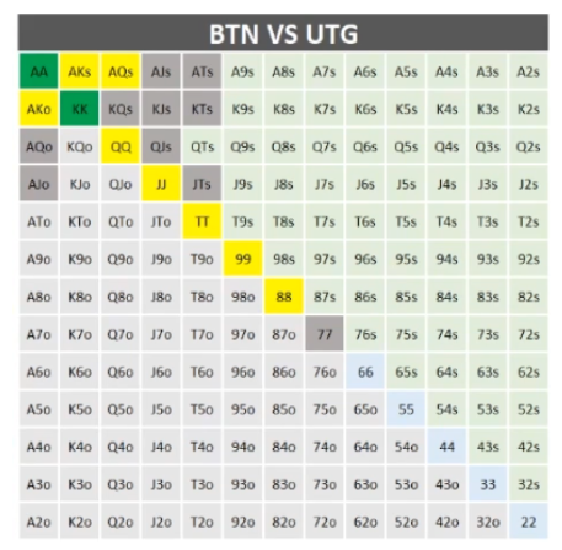 BTN VS UTG
AA AKs AQs AJs ATs A9s A8s A7s A6s A5s A4s A3s A2s
AKo KK KQs KJs KTs K9s K8s K7s K6s K5s K4s K3s K2s
AQo KQo QQ QJs QTs Q9s Q8s Q7s Q6s Q5s Q4s Q3s Q2s
AJo KJo QJo JJ JTs J9s J8s J7s J6s J5s J4s J3s J2s
ATo KTo QTo JTo TT T9s T8s T7s T6s T5s T4s T3s T2s
A9o K9o Q9o J9o T9o 99 98s 97s 96s 95s 94s 93s 92s
A8o K8o Q8o J8o T8o 98o 88 87s 86s 85s 84s 83s 82s
A7o K7o Q7o J7o T7o 97o 87o 77 76s 75s 74s 73s 72s
A6o K6o Q6o J6o T6o 96o 86o 76o 66 65s 64s 63s 62s
A5o K5o Q5o J5o T5o 95o 85o 75o 65o 55 54s 53s 52s
A4o K4o Q4o J4o T4o 94o 84o 74o 64o 54o 44 43s 42s
A3o K3o Q3o J3o T3o 93o 83o 73o 63o 53o 43o 33 32s
A2o K2o Q2o J2o T2o 92o 82o 72o 62o 52o 42o 32o 22